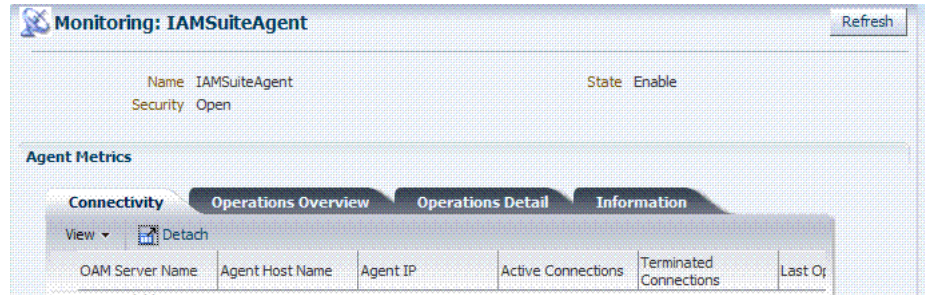 Monitoring: IAMSuiteAgent
Refresh
Name IAMSuiteAgent
State Enable
Security Open
Agent Metrics
Connectivity Operations Overview Operations Detail Information
View Detach
OAM Server Name Agent Host Name Agent IP Active Connections Terminated Connections Last